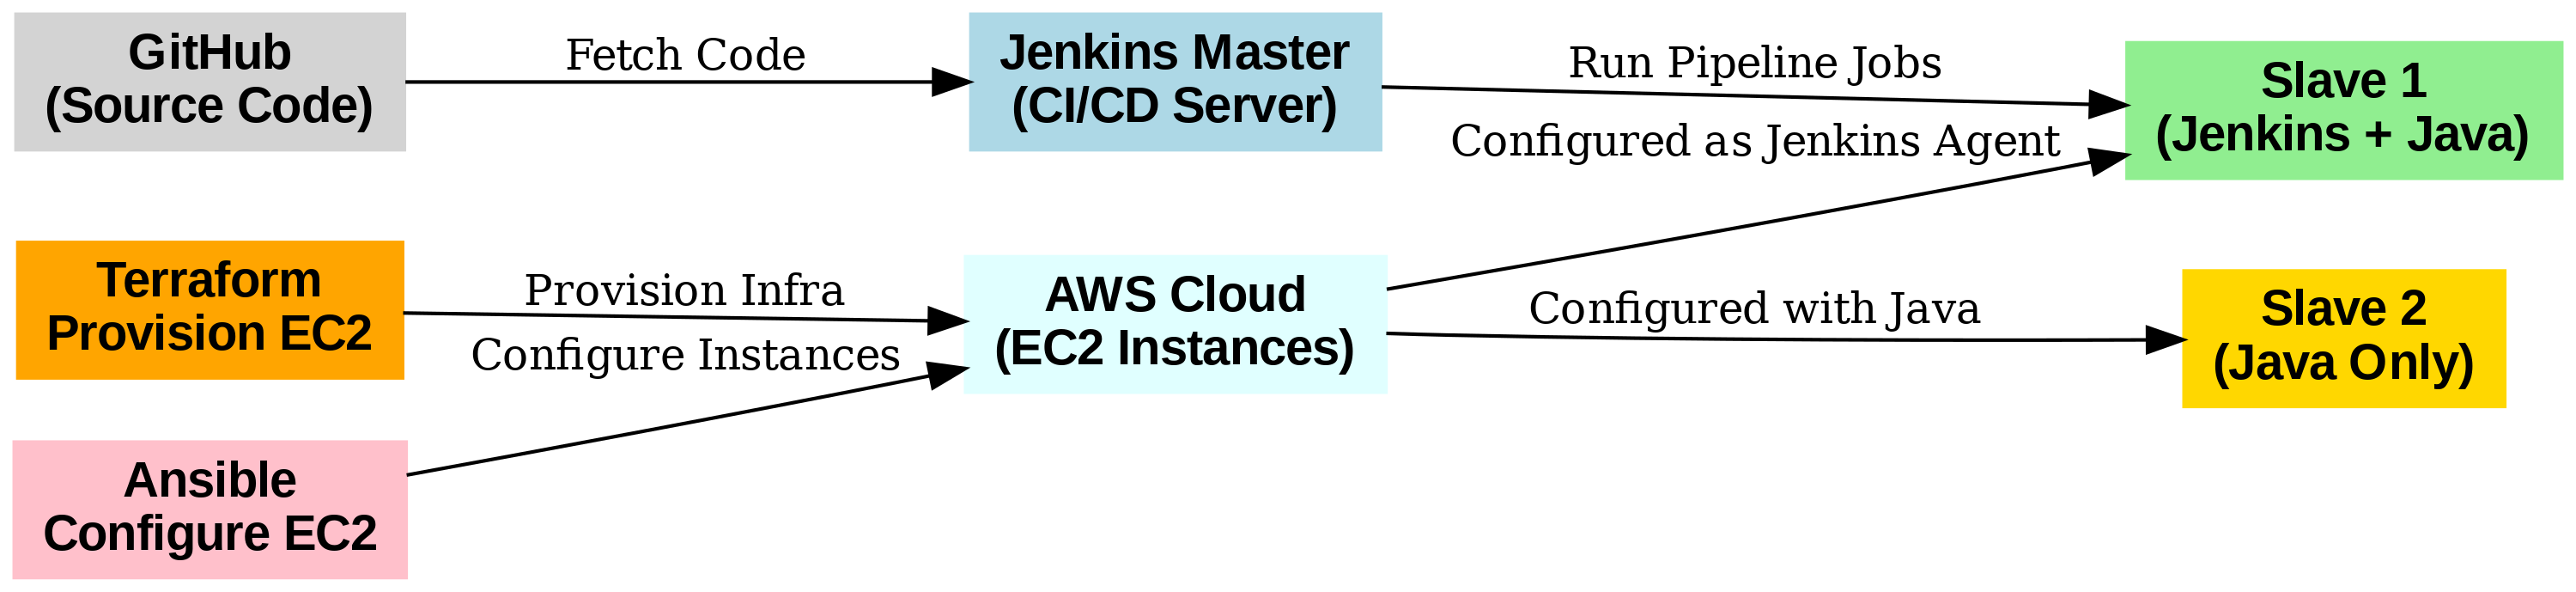 GitHub
(Source Code)
Fetch Code
Jenkins Master
(CI/CD Server)
Run Pipeline Jobs
Configured as Jenkins Agent
Slave 1
(Jenkins + Java)
Terraform
Provision EC2
Provision Infra
Configure Instances
AWS Cloud
(EC2 Instances)
Configured with Java
Slave 2
(Java Only)
Ansible
Configure EC2